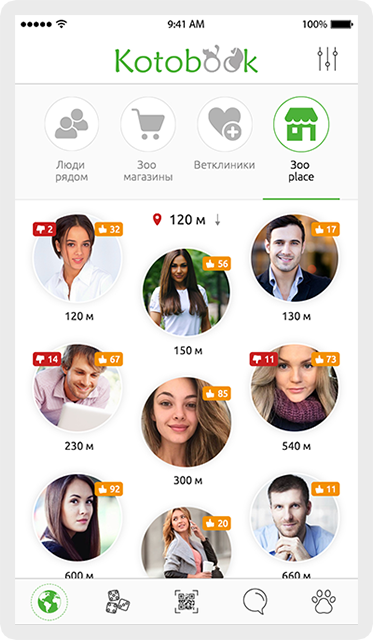 9:41 AM
100%
Kotobook
Люди
рядом
Зоо
магазины
Ветклиники
Зоо
place
120 м
2
32
120 м
56
150 м
17
130 м
14
67
230 м
85
300 м
11
73
540 м
92
600 м
20
11
660 м